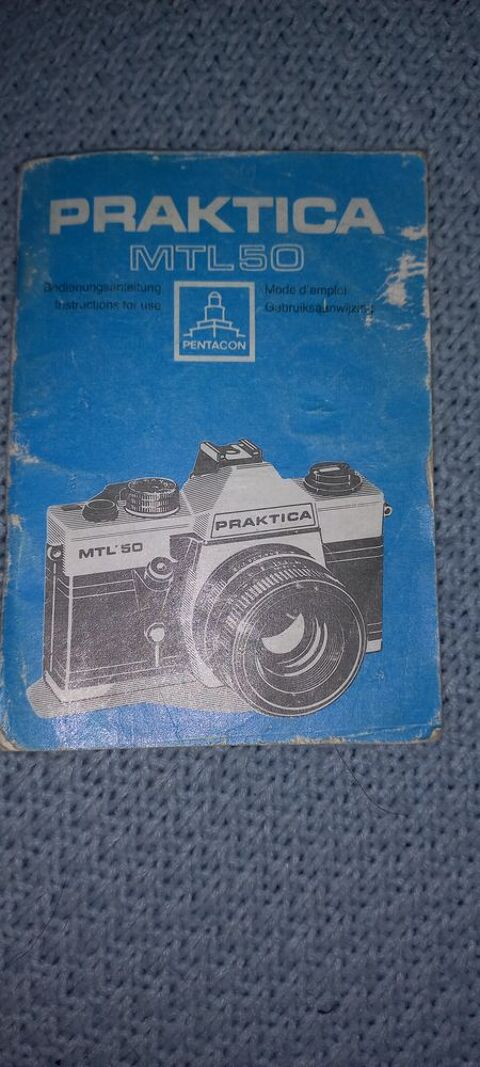 PRAKTICA
MTL50
Bedienungsanleitung
Instructions for use
Mode d'emploi
Gebruiksaanwijzing
PENTACON
PRAKTICA
MTL 50